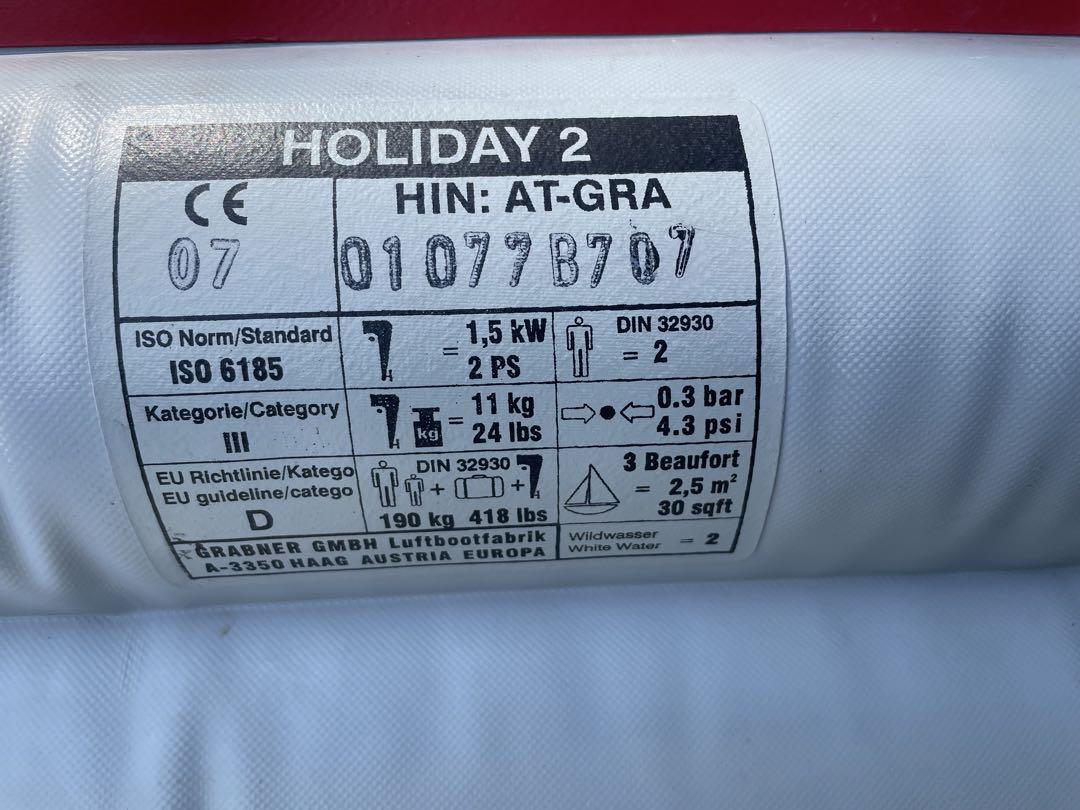 HOLIDAY 2
CE
07
HIN: AT-GRA
01077B707
ISO Norm/Standard
ISO 6185
= 1,5 kW
2 PS
DIN 32930
= 2
Kategorie/Category
III
kg
= 11 kg
24 lbs
0.3 bar
4.3 psi
EU Richtlinie/Katego
EU guideline/catego
D
DIN 32930
+ +
190 kg 418 lbs
3 Beaufort
= 2,5 m²
30 sqft
GRABNER GMBH Luftbootfabrik
A-3350 HAAG AUSTRIA EUROPA
Wildwasser
White Water = 2